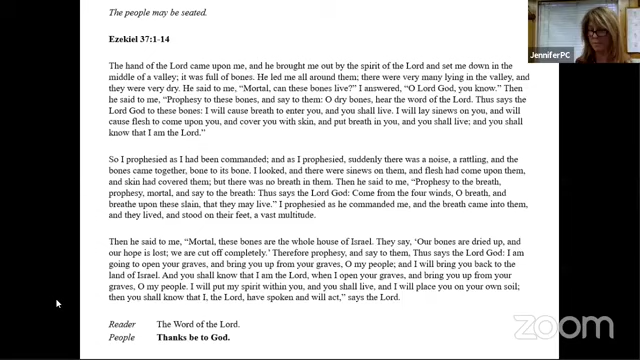 The people may be seated.
Ezekiel 37:1-14
The hand of the Lord came upon me, and he brought me out by the spirit of the Lord and set me down in the
middle of a valley; it was full of bones. He led me all around them; there were very many lying in the valley, and
they were very dry. He said to me, “Mortal, can these bones live?” I answered, “O Lord God, you know.” Then
he said to me, “Prophesy to these bones, and say to them: O dry bones, hear the word of the Lord. Thus says
the Lord God to these bones: I will cause breath to enter you, and you shall live. I will lay sinews on you, and
will cause flesh to come upon you, and cover you with skin, and put breath in you, and you shall live; and you shall
know that I am the Lord.”
So I prophesied as I had been commanded; and as I prophesied, suddenly there was a noise, a rattling, and the
bones came together, bone to its bone. I looked, and there were sinews on them, and flesh had come upon them,
and skin had covered them; but there was no breath in them. Then he said to me, “Prophesy to the breath,
prophesy, mortal, and say to the breath: Thus says the Lord God: Come from the four winds, O breath, and
breathe upon these slain, that they may live.” I prophesied as he commanded me, and the breath came into them,
and they lived, and stood on their feet, a vast multitude.
Then he said to me, “Mortal, these bones are the whole house of Israel. They say, ‘Our bones are dried up, and
our hope is lost; we are cut off completely.’ Therefore prophesy, and say to them, Thus says the Lord God: I am
going to open your graves, and bring you up from your graves, O my people; and I will bring you back to the
land of Israel. And you shall know that I am the Lord, when I open your graves, and bring you up from your
graves, O my people. I will put my spirit within you, and you shall live, and I will place you on your own soil;
then you shall know that I, the Lord, have spoken and will act,” says the Lord.
Reader The Word of the Lord.
People Thanks be to God.
JenniferPC
zoom